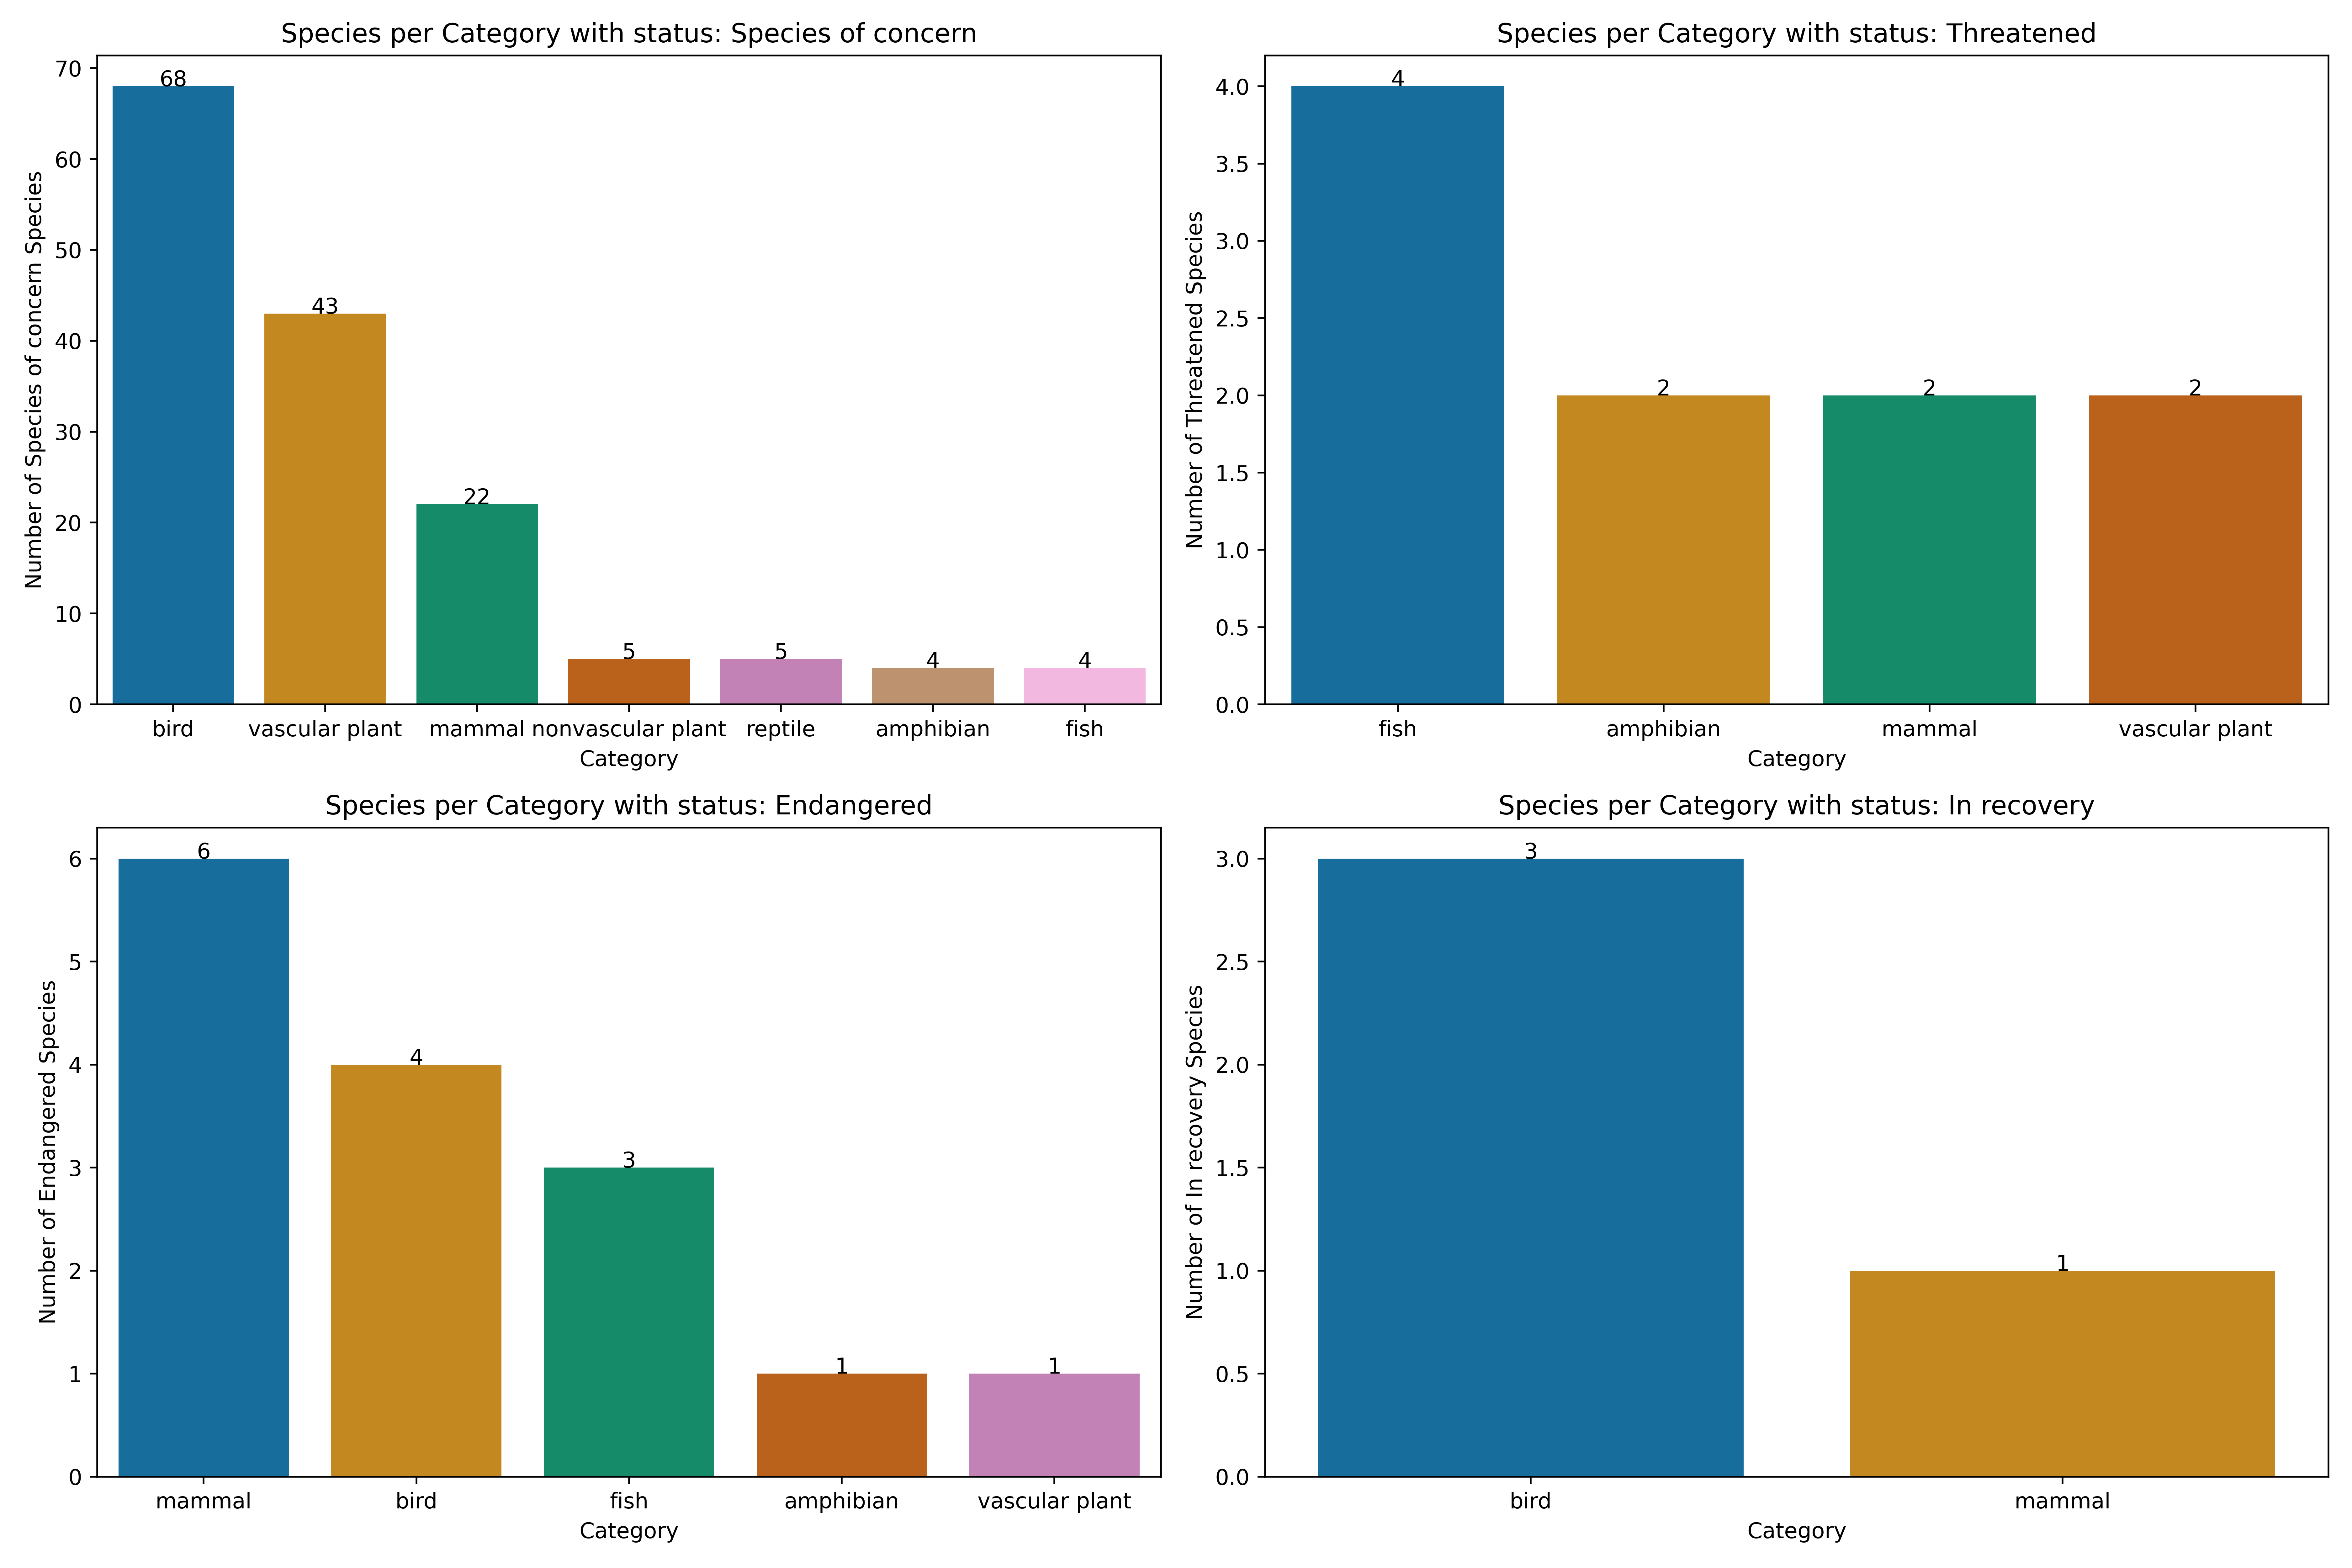 Species per Category with status: Species of concern
Number of Species of concern Species
70
60
50
40
30
20
10
0
68
43
22
5
5
4
4
bird
vascular plant
mammal
nonvascular plant
reptile
amphibian
fish
Category
Species per Category with status: Threatened
Number of Threatened Species
4.0
3.5
3.0
2.5
2.0
1.5
1.0
0.5
0.0
4
2
2
2
fish
amphibian
mammal
vascular plant
Category
Species per Category with status: Endangered
Number of Endangered Species
6
5
4
3
2
1
0
6
4
3
1
1
mammal
bird
fish
amphibian
vascular plant
Category
Species per Category with status: In recovery
Number of In recovery Species
3.0
2.5
2.0
1.5
1.0
0.5
0.0
3
1
bird
mammal
Category